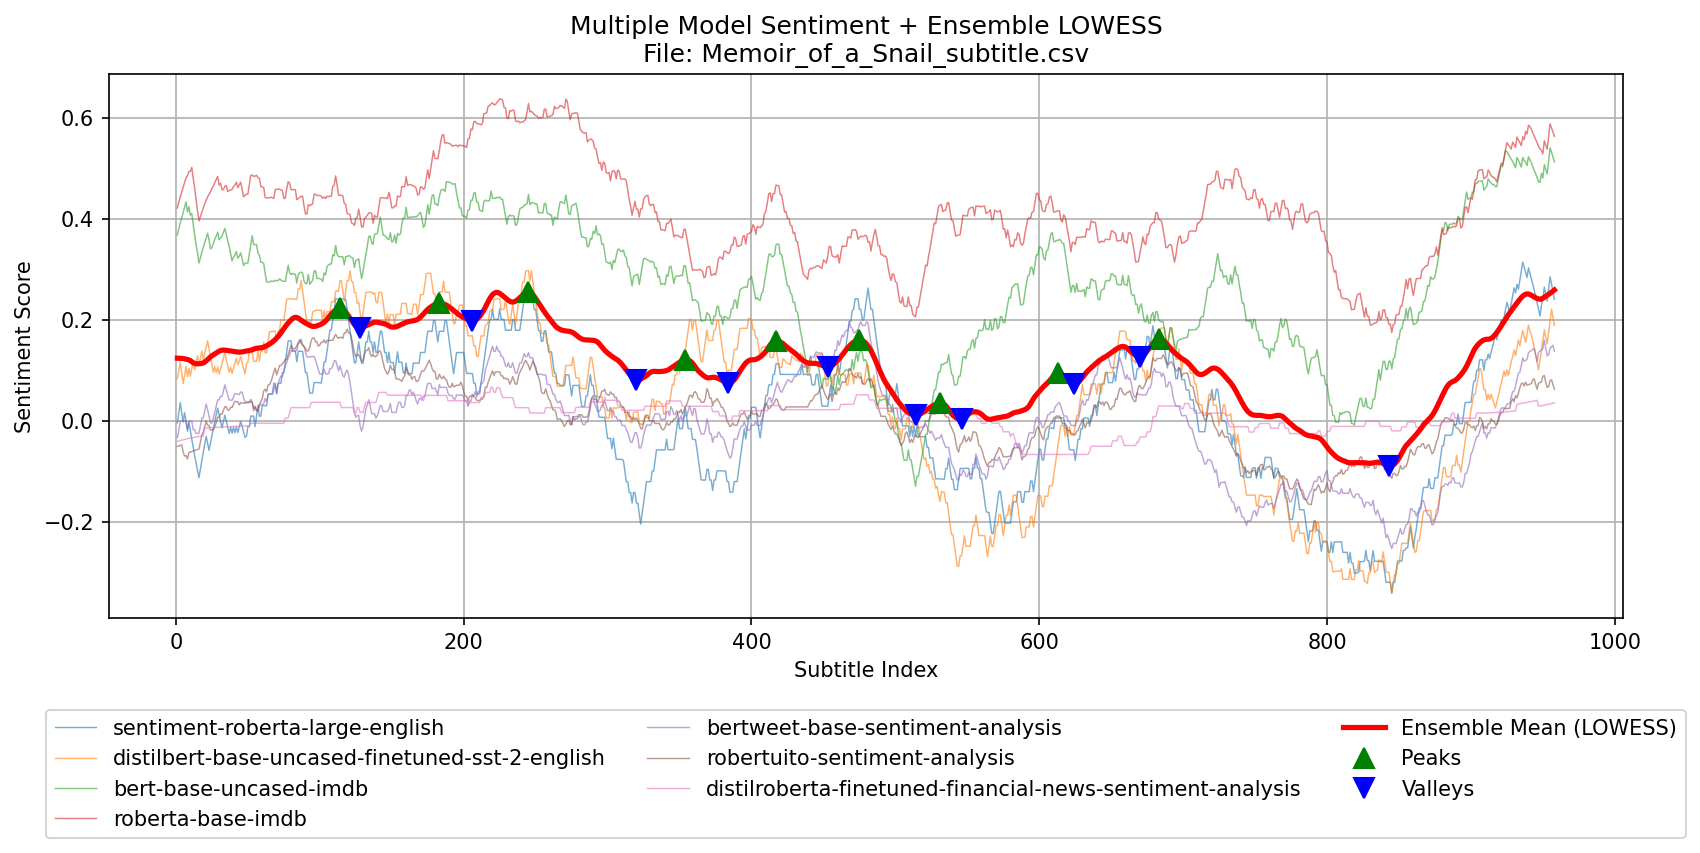 Multiple Model Sentiment + Ensemble LOWESS
File: Memoir_of_a_Snail_subtitle.csv
Sentiment Score
0.6
0.4
0.2
0.0
−0.2
0
200
400
600
800
1000
Subtitle Index
sentiment-roberta-large-english
distilbert-base-uncased-finetuned-sst-2-english
bert-base-uncased-imdb
roberta-base-imdb
bertweet-base-sentiment-analysis
robertuito-sentiment-analysis
distilroberta-finetuned-financial-news-sentiment-analysis
Ensemble Mean (LOWESS)
Peaks
Valleys